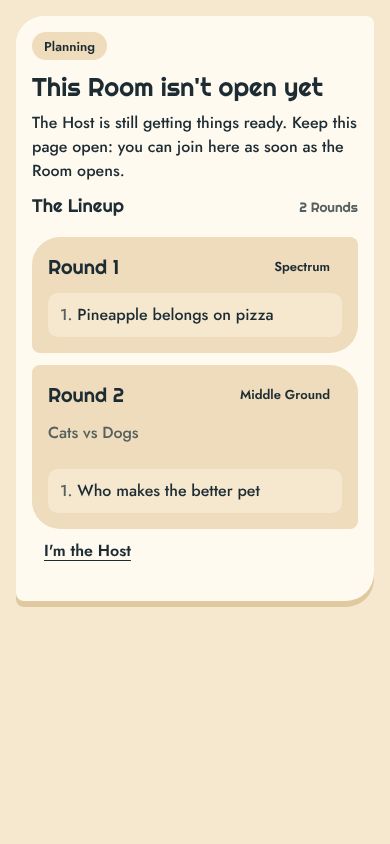 Planning
This Room isn't open yet
The Host is still getting things ready. Keep this
page open: you can join here as soon as the
Room opens.
The Lineup
2 Rounds
Round 1
Spectrum
1. Pineapple belongs on pizza
Round 2
Middle Ground
Cats vs Dogs
1. Who makes the better pet
I'm the Host